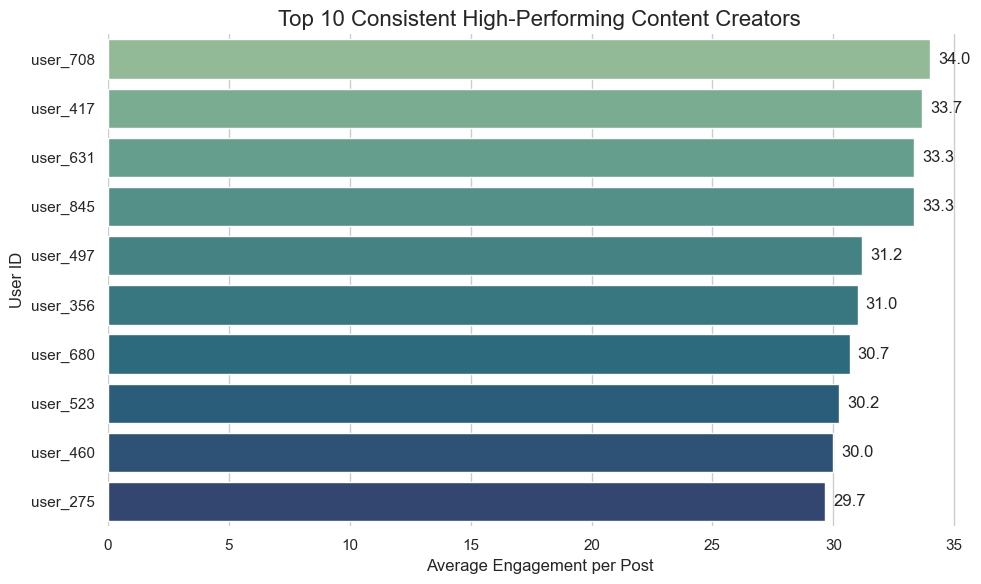 Top 10 Consistent High-Performing Content Creators
user_708 34.0
user_417 33.7
user_631 33.3
user_845 33.3
user_497 31.2
user_356 31.0
user_680 30.7
user_523 30.2
user_460 30.0
user_275 29.7
User ID
0 5 10 15 20 25 30 35
Average Engagement per Post